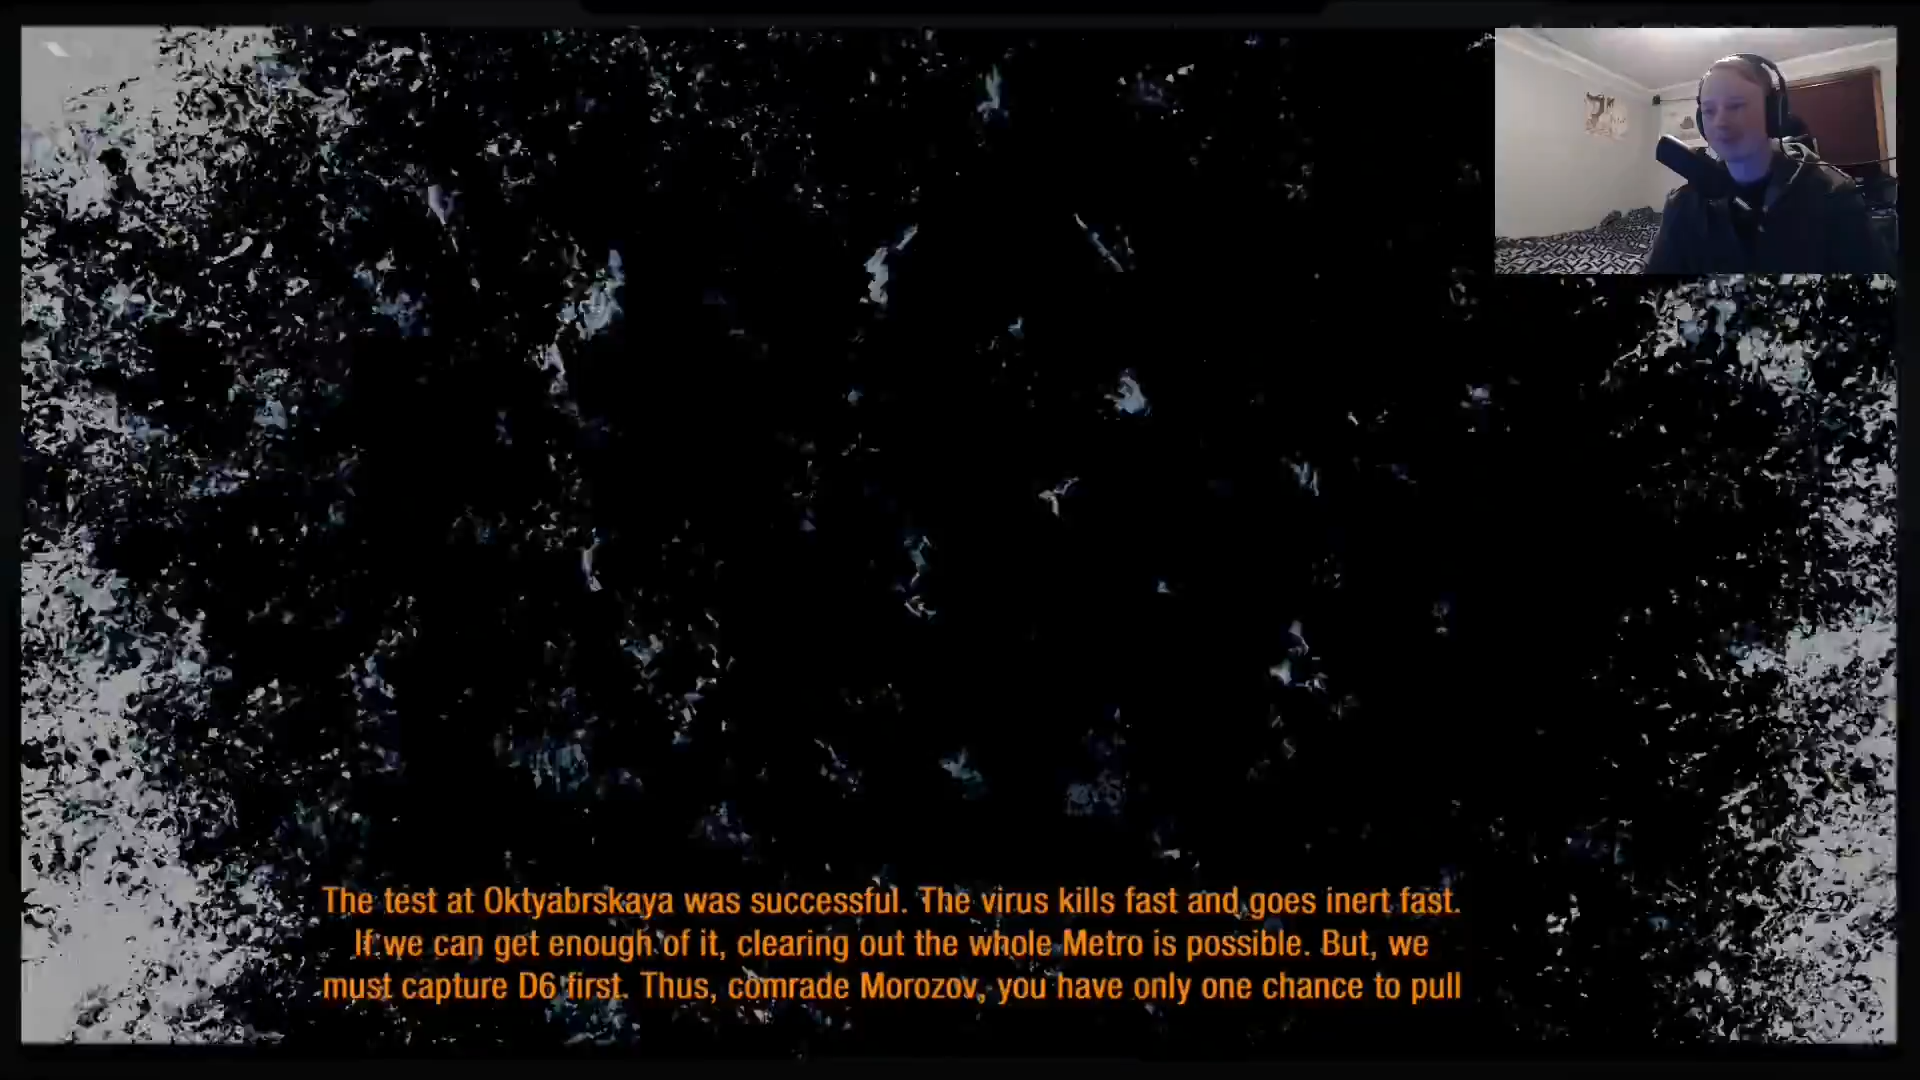 The test at Oktyabrskaya was successful. The virus kills fast and goes inert fast.
If we can get enough of it, clearing out the whole Metro is possible. But, we
must capture D6 first. Thus, comrade Morozov, you have only one chance to pull